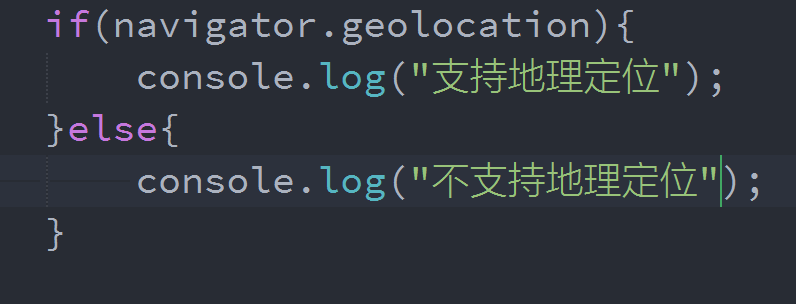 if(navigator.geolocation){
    console.log("支持地理定位");
}else{
    console.log("不支持地理定位");
}